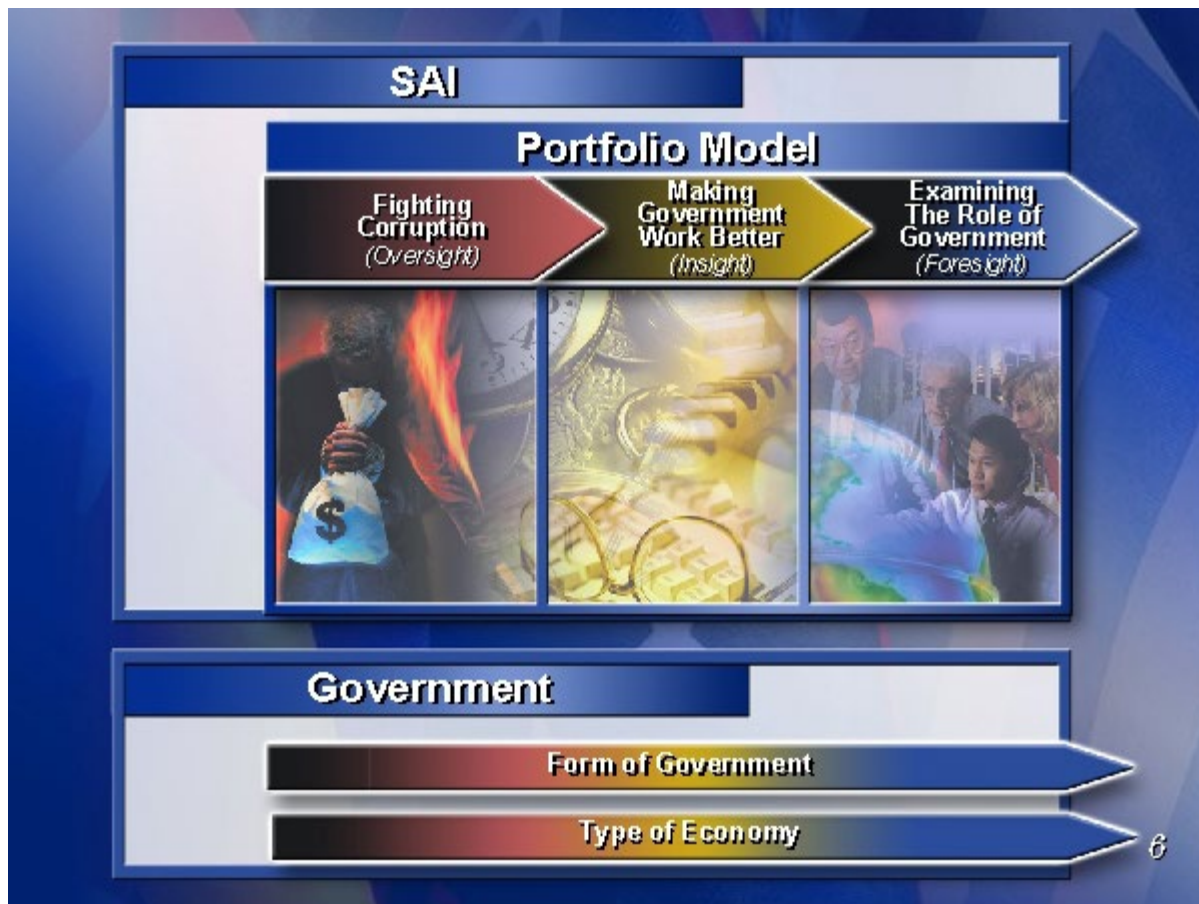 SAI
Portfolio Model
Fighting
Corruption
(Oversight)
Making
Government
Work Better
(Insight)
Examining
The Role of
Government
(Foresight)
$
Government
Form of Government
Type of Economy
6